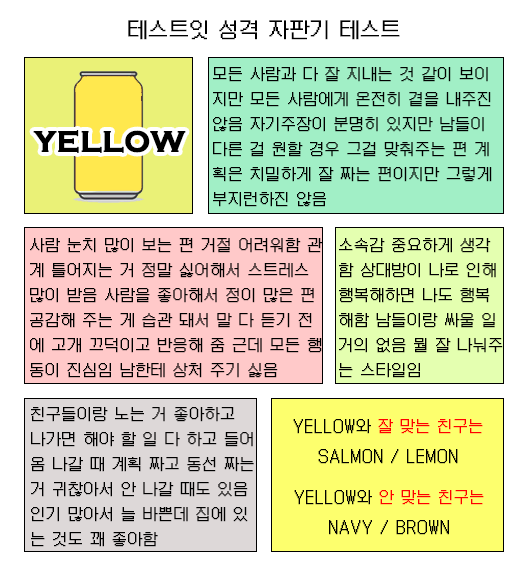 테스트잇 성격 자판기 테스트
YELLOW
모든 사람과 다 잘 지내는 것 같이 보이
지만 모든 사람에게 온전히 곁을 내주진
않음 자기주장이 분명히 있지만 남들이
다른 걸 원할 경우 그걸 맞춰주는 편 계
획은 치밀하게 잘 짜는 편이지만 그렇게
부지런하진 않음
사람 눈치 많이 보는 편 거절 어려워함 관
계 틀어지는 거 정말 싫어해서 스트레스
많이 받음 사람을 좋아해서 정이 많은 편
공감해 주는 게 습관 돼서 말 다 듣기 전
에 고개 끄덕이고 반응해 줌 근데 모든 행
동이 진심임 남한테 상처 주기 싫음
소속감 중요하게 생각
함 상대방이 나로 인해
행복해하면 나도 행복
해함 남들이랑 싸울 일
거의 없음 뭘 잘 나눠주
는 스타일임
친구들이랑 노는 거 좋아하고
나가면 해야 할 일 다 하고 들어
옴 나갈 때 계획 짜고 동선 짜는
거 귀찮아서 안 나갈 때도 있음
인기 많아서 늘 바쁜데 집에 있
는 것도 꽤 좋아함
YELLOW와 잘 맞는 친구는
SALMON / LEMON
YELLOW와 안 맞는 친구는
NAVY / BROWN